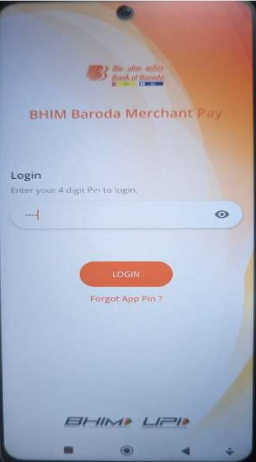 बैंक ऑफ़ बड़ौदा
Bank of Baroda
BHIM Baroda Merchant Pay
Login
Enter your 4 digit Pin to login.
LOGIN
Forgot App Pin ?
BHIM UPI